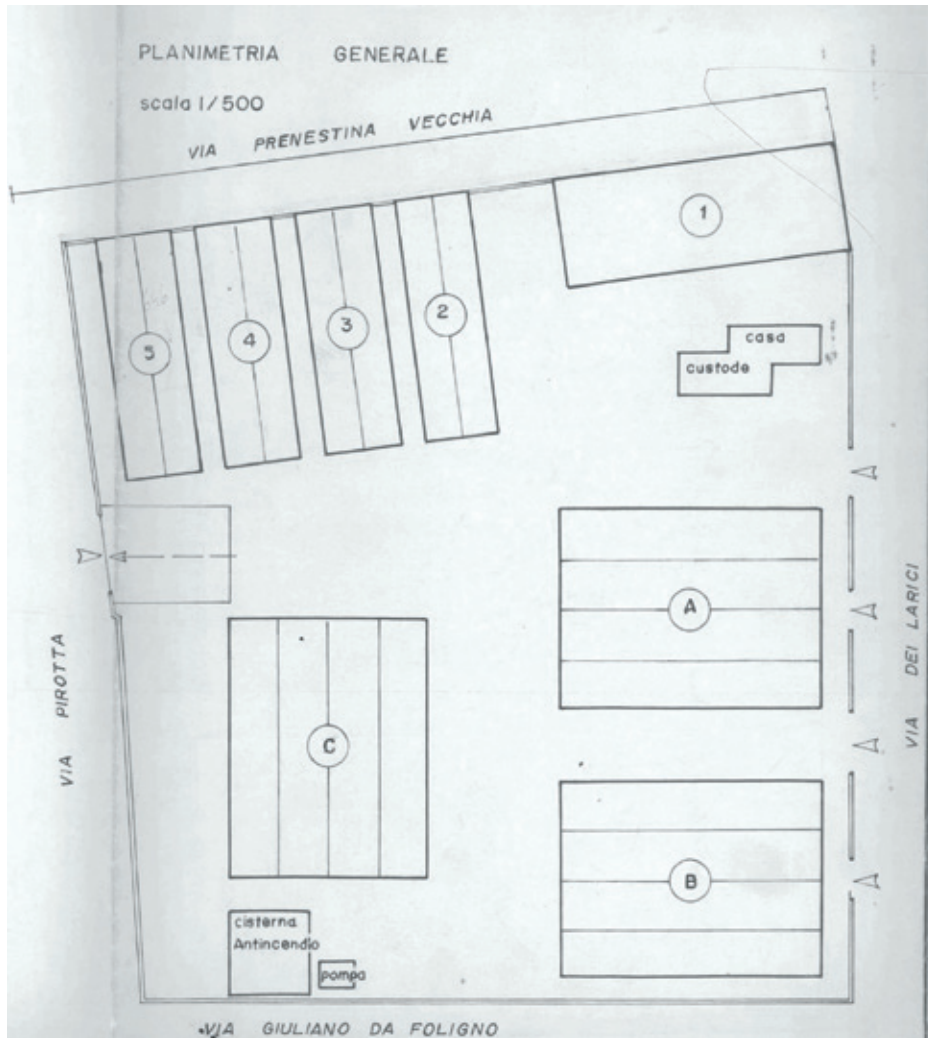 PLANIMETRIA GENERALE
scala 1/500
VIA PRENESTINA VECCHIA
1
2
3
4
5
casa
custode
A
VIA DEI LARICI
VIA PIROTTA
C
B
cisterna
Antincendio
pompa
VIA GIULIANO DA FOLIGNO